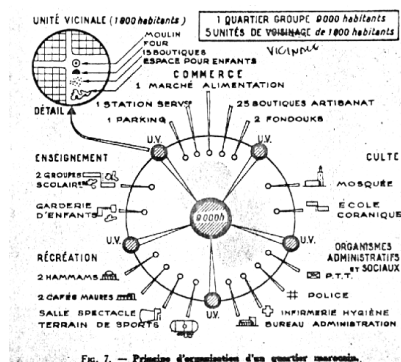 UNITÉ VICINALE (1800 habitants)
MOULIN
FOUR
15 BOUTIQUES
ESPACE POUR ENFANTS
DÉTAIL
1 QUARTIER GROUPE 9000 habitants
5 UNITÉS DE VOISINAGE de 1800 habitants
VICINALE
COMMERCE
1 MARCHÉ ALIMENTATION
1 STATION SERVCE
25 BOUTIQUES ARTISANAT
1 PARKING
2 FONDOUKS
U.V.
U.V.
ENSEIGNEMENT
2 GROUPES
SCOLAIRES
GARDERIE
D'ENFANTS
CULTE
MOSQUÉE
ÉCOLE
CORANIQUE
9000h
U.V.
U.V.
RÉCRÉATION
2 HAMMAMS
2 CAFÉS MAURES
SALLE SPECTACLE
TERRAIN DE SPORTS
ORGANISMES
ADMINISTRATIFS
ET SOCIAUX
P.T.T.
POLICE
INFIRMERIE HYGIÈNE
BUREAU ADMINISTRATION
U.V.
FIG. 7. — Principe d'organisation d'un quartier marocain.